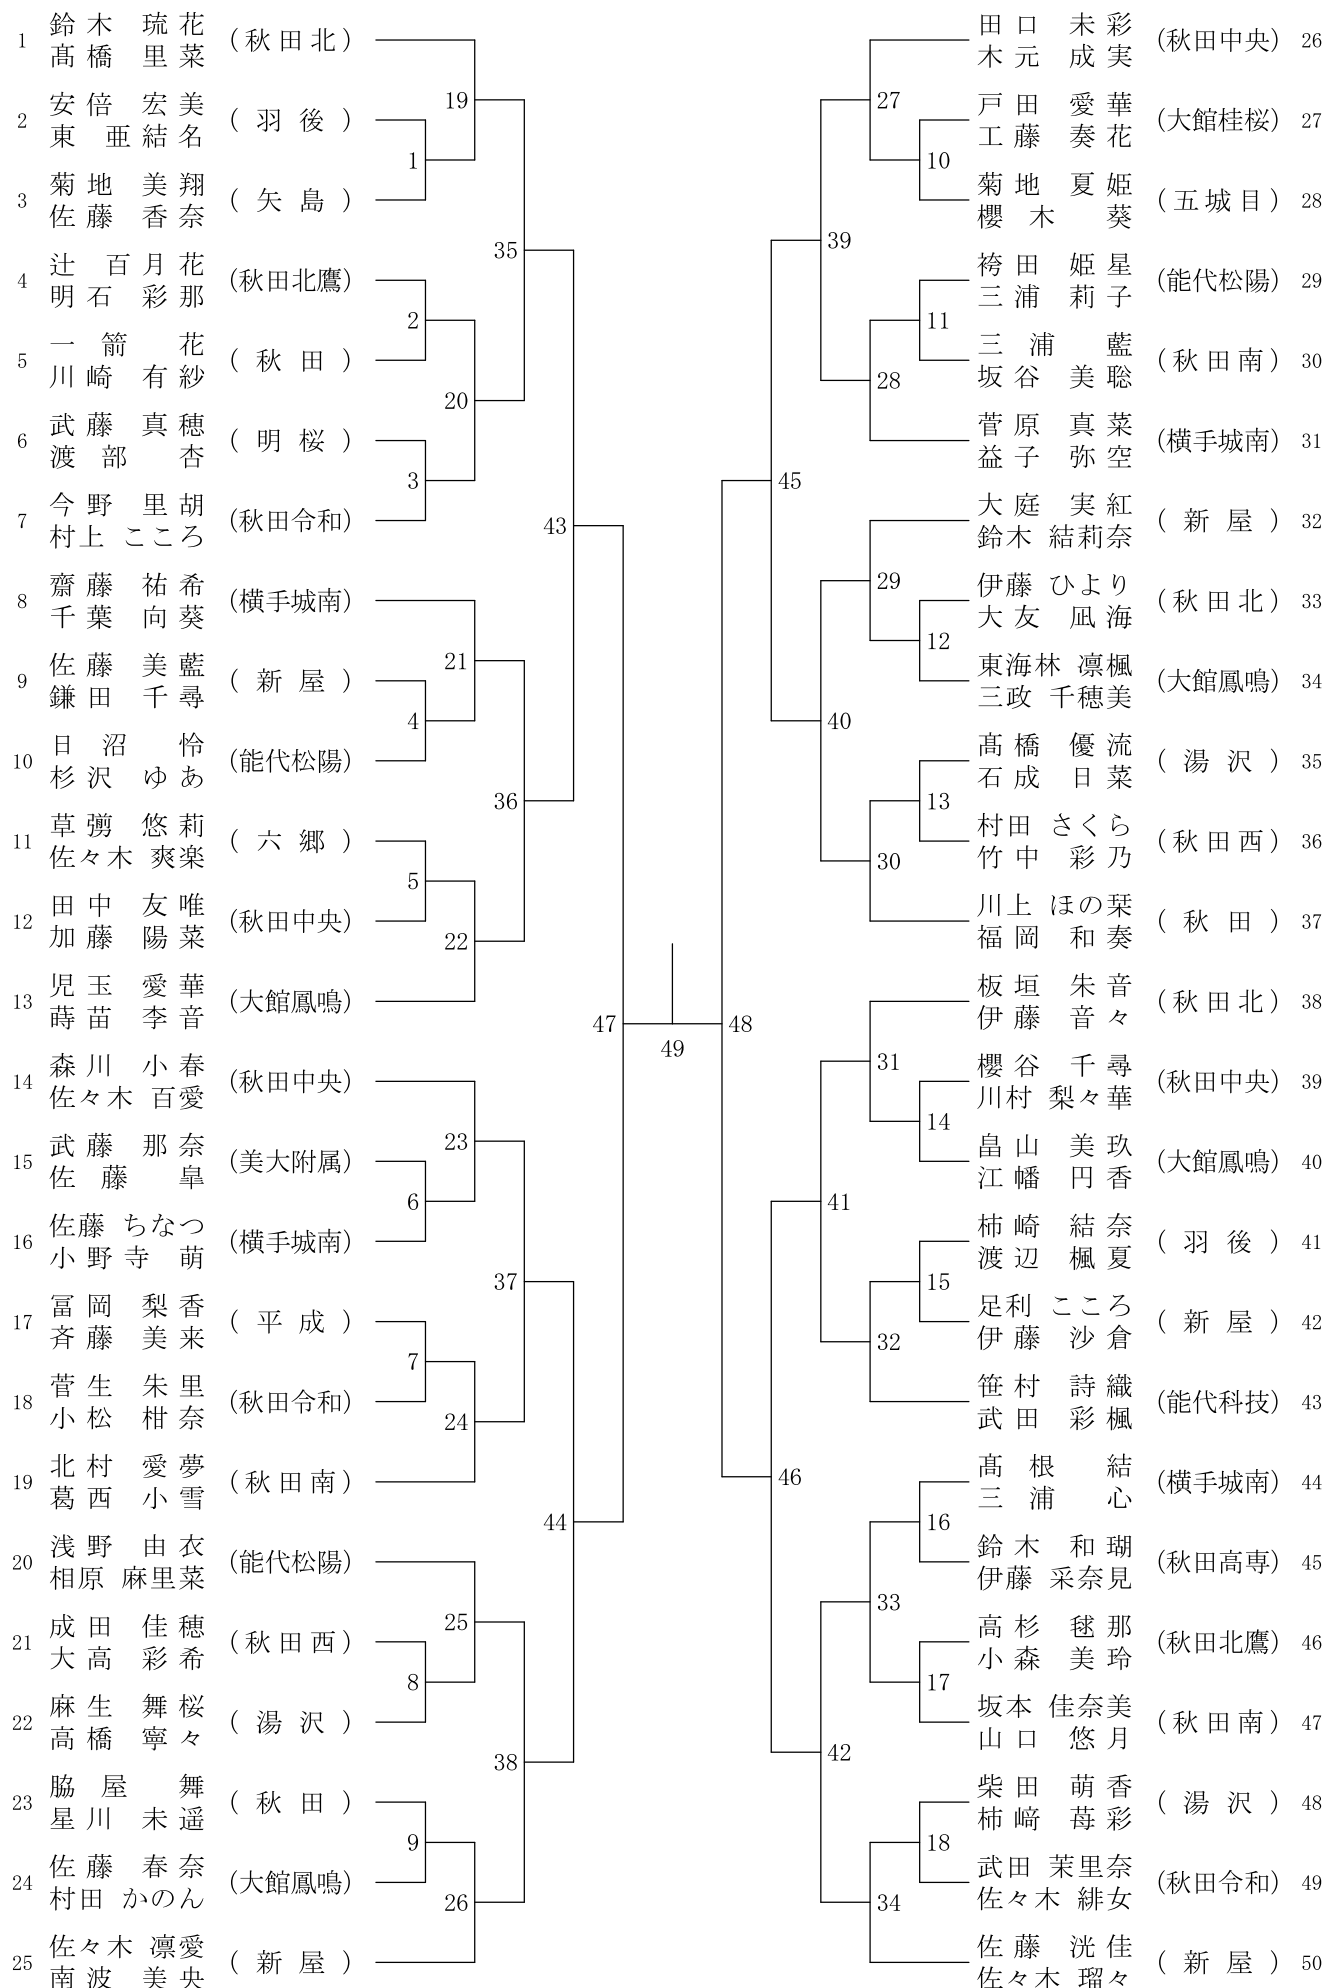 1 鈴木 琉花 (秋田北)
髙橋 里菜
2 安倍 宏美 (羽後)
東 亜結名
3 菊地 美翔 (矢島)
佐藤 香奈
4 辻 百月花 (秋田北鷹)
明石 彩那
5 一箭 花 (秋田)
川崎 有紗
6 武藤 真穂 (明桜)
渡部 杏
7 今野 里胡 (秋田令和)
村上 こころ
8 齋藤 祐希 (横手城南)
千葉 向葵
9 佐藤 美藍 (新屋)
鎌田 千尋
10 日沼 怜 (能代松陽)
杉沢 ゆあ
11 草彅 悠莉 (六郷)
佐々木 爽楽
12 田中 友唯 (秋田中央)
加藤 陽菜
13 児玉 愛華 (大館鳳鳴)
蒔苗 李音
14 森川 小春 (秋田中央)
佐々木 百愛
15 武藤 那奈 (美大附属)
佐藤 皐
16 佐藤 ちなつ (横手城南)
小野寺 萌
17 冨岡 梨香 (平成)
斉藤 美来
18 菅生 朱里 (秋田令和)
小松 柑奈
19 北村 愛夢 (秋田南)
葛西 小雪
20 浅野 由衣 (能代松陽)
相原 麻里菜
21 成田 佳穂 (秋田西)
大高 彩希
22 麻生 舞桜 (湯沢)
高橋 寧々
23 脇屋 舞 (秋田)
星川 未遥
24 佐藤 春奈 (大館鳳鳴)
村田 かのん
25 佐々木 凛愛 (新屋)
南波 美央
19
1
35
2
20
3
43
21
4
36
5
22
47
23
6
37
7
24
44
25
8
38
9
26
49
48
27
10
39
11
28
45
29
12
40
13
30
31
14
41
15
32
46
16
33
17
42
18
34
田口 未彩 (秋田中央) 26
木元 成実
戸田 愛華 (大館桂桜) 27
工藤 奏花
菊地 夏姫 (五城目) 28
櫻木 葵
袴田 姫星 (能代松陽) 29
三浦 莉子
三浦 藍 (秋田南) 30
坂谷 美聡
菅原 真菜 (横手城南) 31
益子 弥空
大庭 実紅 (新屋) 32
鈴木 結莉奈
伊藤 ひより (秋田北) 33
大友 凪海
東海林 凛楓 (大館鳳鳴) 34
三政 千穂美
髙橋 優流 (湯沢) 35
石成 日菜
村田 さくら (秋田西) 36
竹中 彩乃
川上 ほの栞 (秋田) 37
福岡 和奏
板垣 朱音 (秋田北) 38
伊藤 音々
櫻谷 千尋 (秋田中央) 39
川村 梨々華
畠山 美玖 (大館鳳鳴) 40
江幡 円香
柿崎 結奈 (羽後) 41
渡辺 楓夏
足利 こころ (新屋) 42
伊藤 沙倉
笹村 詩織 (能代科技) 43
武田 彩楓
髙根 結 (横手城南) 44
三浦 心
鈴木 和瑚 (秋田高専) 45
伊藤 采奈見
高杉 毬那 (秋田北鷹) 46
小森 美玲
坂本 佳奈美 (秋田南) 47
山口 悠月
柴田 萌香 (湯沢) 48
柿﨑 苺彩
武田 茉里奈 (秋田令和) 49
佐々木 緋女
佐藤 洸佳 (新屋) 50
佐々木 瑠々